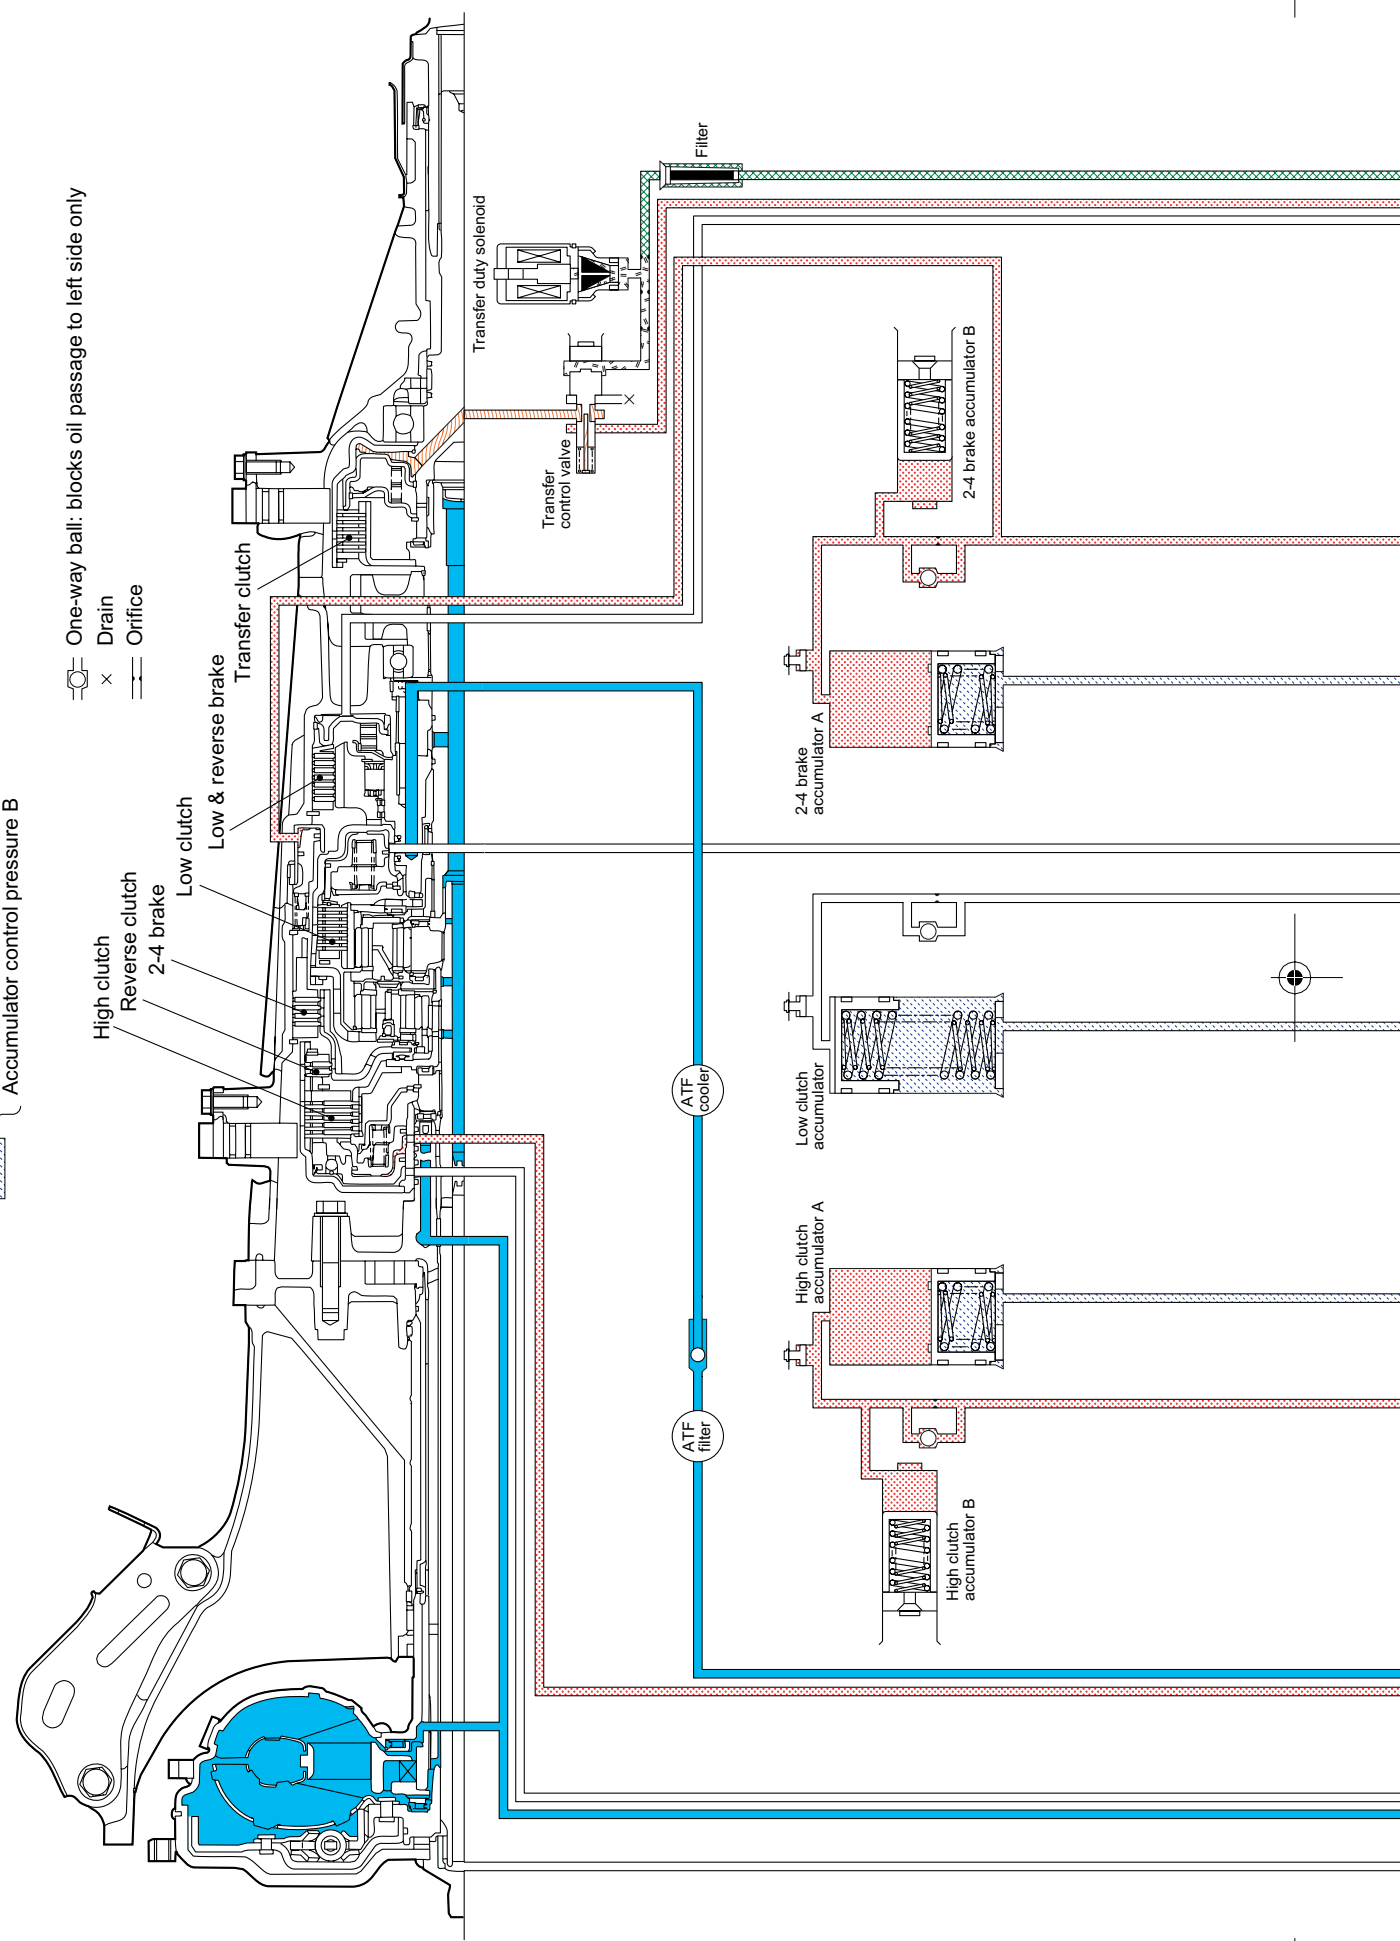 Accumulator control pressure B
One-way ball: blocks oil passage to left side only
Drain
Orifice
High clutch
Reverse clutch
2-4 brake
Low clutch
Low & reverse brake
Transfer clutch
Transfer duty solenoid
Filter
Transfer
control valve
ATF
cooler
ATF
filter
2-4 brake accumulator B
2-4 brake
accumulator A
Low clutch
accumulator
High clutch
accumulator A
High clutch
accumulator B